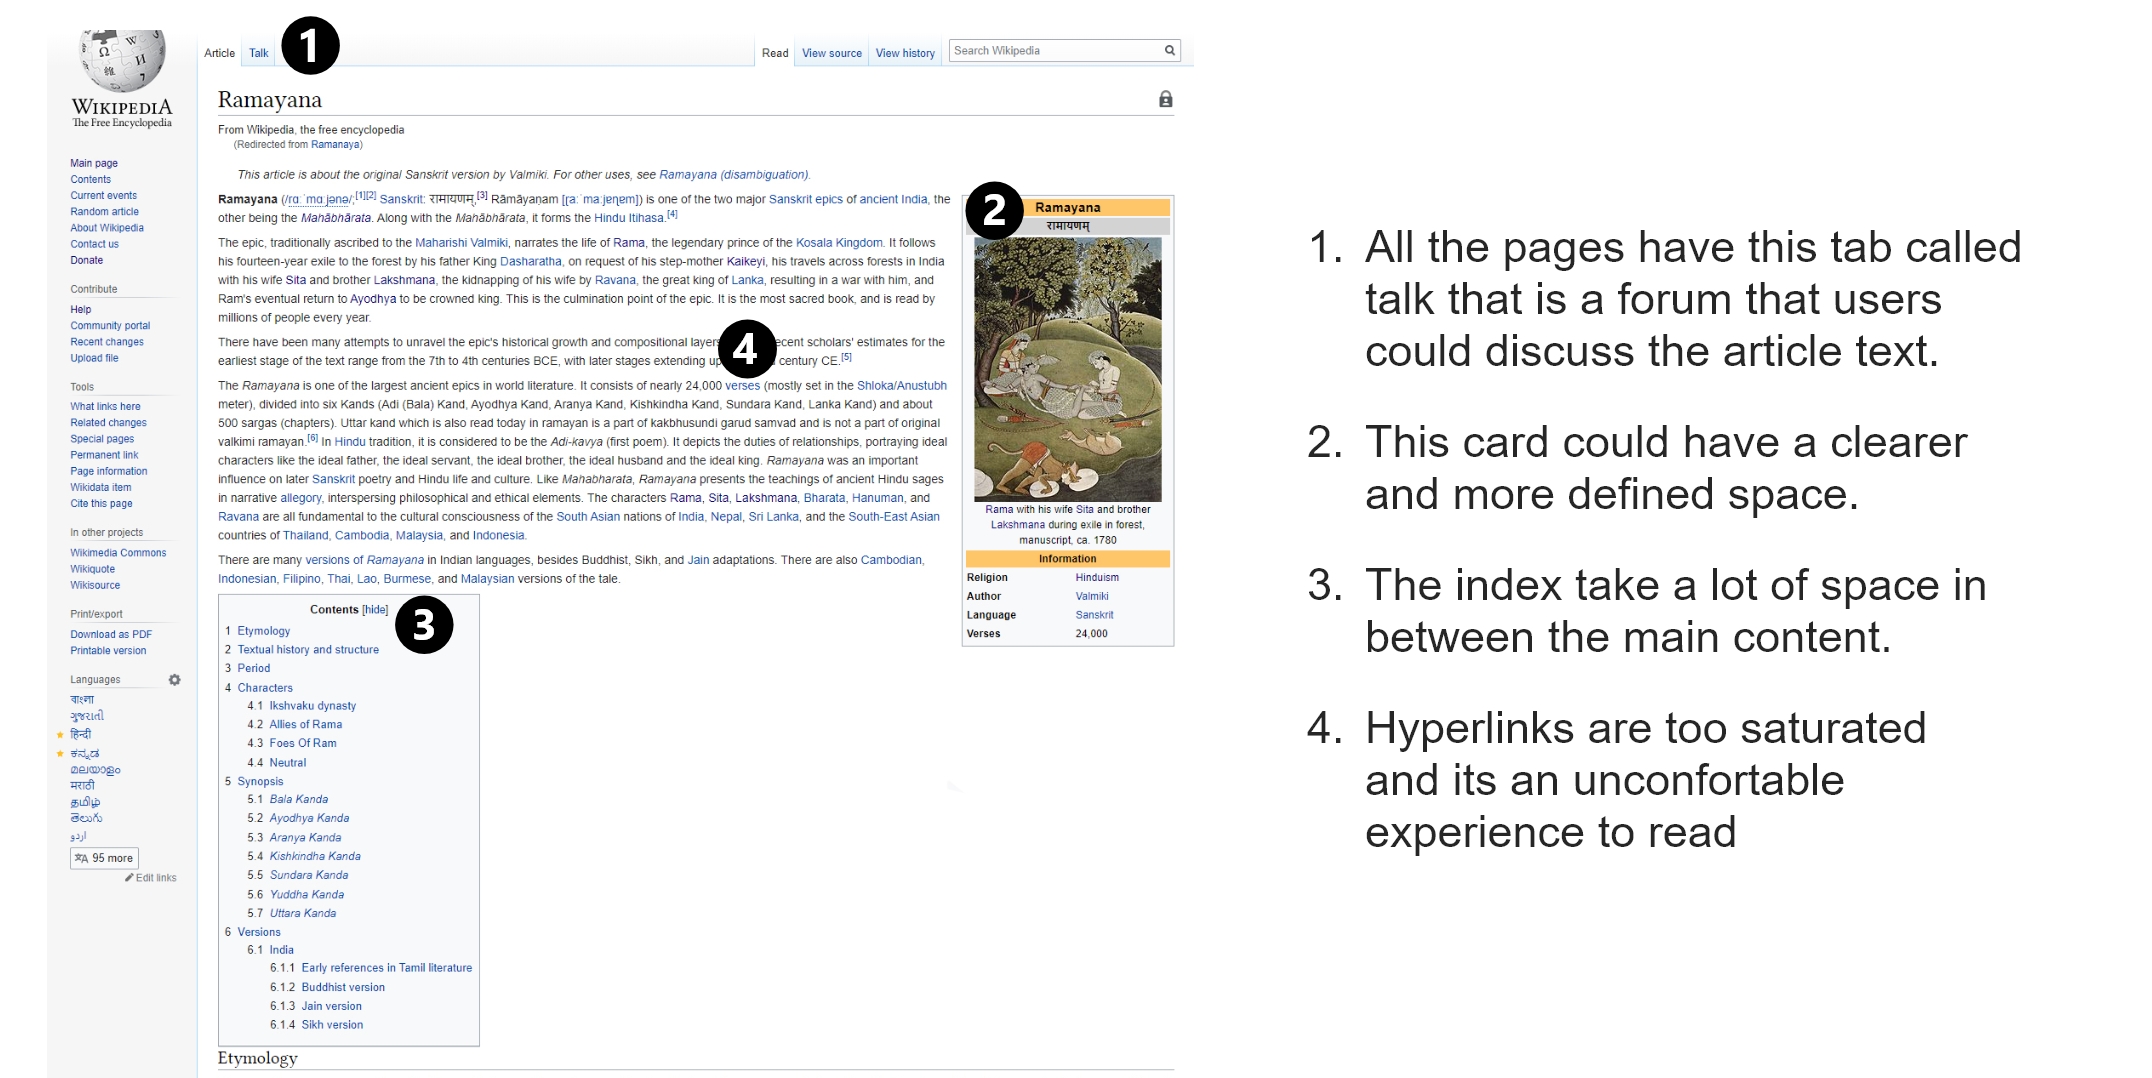 1
Article Talk
Read View source View history Search Wikipedia
WIKIPEDIA
The Free Encyclopedia
Main page
Contents
Current events
Random article
About Wikipedia
Contact us
Donate
Contribute
Help
Community portal
Recent changes
Upload file
Tools
What links here
Related changes
Special pages
Permanent link
Page information
Wikidata item
Cite this page
In other projects
Wikimedia Commons
Wikiquote
Wikisource
Print/export
Download as PDF
Printable version
Languages
বাংলা
ગુજરાતી
हिन्दी
ಕನ್ನಡ
മലയാളം
मराठी
தமிழ்
తెలుగు
اردو
95 more
Edit links
Ramayana
From Wikipedia, the free encyclopedia
(Redirected from Ramanaya)
This article is about the original Sanskrit version by Valmiki. For other uses, see Ramayana (disambiguation).
Ramayana (/rɑːˈmɑːjənə/;[1][2] Sanskrit: रामायणम्,[3] Rāmāyaṇam [ɽaːˈmaːjɐɳɐm]) is one of the two major Sanskrit epics of ancient India, the
other being the Mahābhārata. Along with the Mahābhārata, it forms the Hindu Itihasa.[4]
The epic, traditionally ascribed to the Maharishi Valmiki, narrates the life of Rama, the legendary prince of the Kosala Kingdom. It follows
his fourteen-year exile to the forest by his father King Dasharatha, on request of his step-mother Kaikeyi, his travels across forests in India
with his wife Sita and brother Lakshmana, the kidnapping of his wife by Ravana, the great king of Lanka, resulting in a war with him, and
Ram's eventual return to Ayodhya to be crowned king. This is the culmination point of the epic. It is the most sacred book, and is read by
millions of people every year.
4
There have been many attempts to unravel the epic's historical growth and compositional layers ecent scholars' estimates for the
earliest stage of the text range from the 7th to 4th centuries BCE, with later stages extending up century CE.[5]
The Ramayana is one of the largest ancient epics in world literature. It consists of nearly 24,000 verses (mostly set in the Shloka/Anustubh
meter), divided into six Kands (Adi (Bala) Kand, Ayodhya Kand, Aranya Kand, Kishkindha Kand, Sundara Kand, Lanka Kand) and about
500 sargas (chapters). Uttar kand which is also read today in ramayan is a part of kakbhusundi garud samvad and is not a part of original
valkimi ramayan.[6] In Hindu tradition, it is considered to be the Adi-kavya (first poem). It depicts the duties of relationships, portraying ideal
characters like the ideal father, the ideal servant, the ideal brother, the ideal husband and the ideal king. Ramayana was an important
influence on later Sanskrit poetry and Hindu life and culture. Like Mahabharata, Ramayana presents the teachings of ancient Hindu sages
in narrative allegory, interspersing philosophical and ethical elements. The characters Rama, Sita, Lakshmana, Bharata, Hanuman, and
Ravana are all fundamental to the cultural consciousness of the South Asian nations of India, Nepal, Sri Lanka, and the South-East Asian
countries of Thailand, Cambodia, Malaysia, and Indonesia.
There are many versions of Ramayana in Indian languages, besides Buddhist, Sikh, and Jain adaptations. There are also Cambodian,
Indonesian, Filipino, Thai, Lao, Burmese, and Malaysian versions of the tale.
2
Ramayana
रामायणम्
Rama with his wife Sita and brother
Lakshmana during exile in forest,
manuscript, ca. 1780
Information
Religion Hinduism
Author Valmiki
Language Sanskrit
Verses 24,000
Contents [hide]
3
1 Etymology
2 Textual history and structure
3 Period
4 Characters
4.1 Ikshvaku dynasty
4.2 Allies of Rama
4.3 Foes Of Ram
4.4 Neutral
5 Synopsis
5.1 Bala Kanda
5.2 Ayodhya Kanda
5.3 Aranya Kanda
5.4 Kishkindha Kanda
5.5 Sundara Kanda
5.6 Yuddha Kanda
5.7 Uttara Kanda
6 Versions
6.1 India
6.1.1 Early references in Tamil literature
6.1.2 Buddhist version
6.1.3 Jain version
6.1.4 Sikh version
Etymology
1. All the pages have this tab called
talk that is a forum that users
could discuss the article text.
2. This card could have a clearer
and more defined space.
3. The index take a lot of space in
between the main content.
4. Hyperlinks are too saturated
and its an unconfortable
experience to read